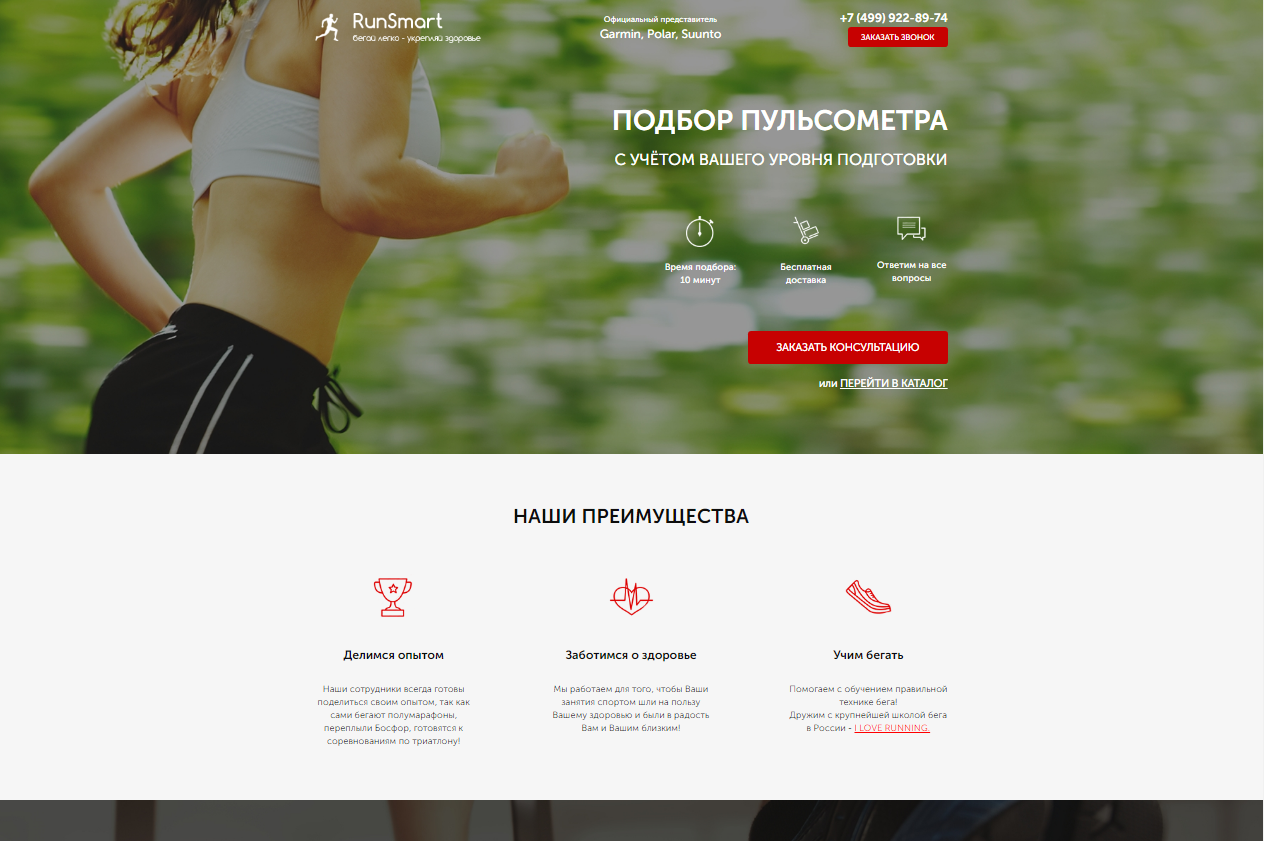 RunSmart
бегай легко - укрепляй здоровье
Официальный представитель
Garmin, Polar, Suunto
+7 (499) 922-89-74
ЗАКАЗАТЬ ЗВОНОК
ПОДБОР ПУЛЬСОМЕТРА
С УЧЁТОМ ВАШЕГО УРОВНЯ ПОДГОТОВКИ
Время подбора:
10 минут
Бесплатная
доставка
Ответим на все
вопросы
ЗАКАЗАТЬ КОНСУЛЬТАЦИЮ
или ПЕРЕЙТИ В КАТАЛОГ
НАШИ ПРЕИМУЩЕСТВА
Делимся опытом
Наши сотрудники всегда готовы
поделиться своим опытом, так как
сами бегают полумарафоны,
переплыли Босфор, готовятся к
соревнованиям по триатлону!
Заботимся о здоровье
Мы работаем для того, чтобы Ваши
занятия спортом шли на пользу
Вашему здоровью и были в радость
Вам и Вашим близким!
Учим бегать
Помогаем с обучением правильной
технике бега!
Дружим с крупнейшей школой бега
в России - I LOVE RUNNING.